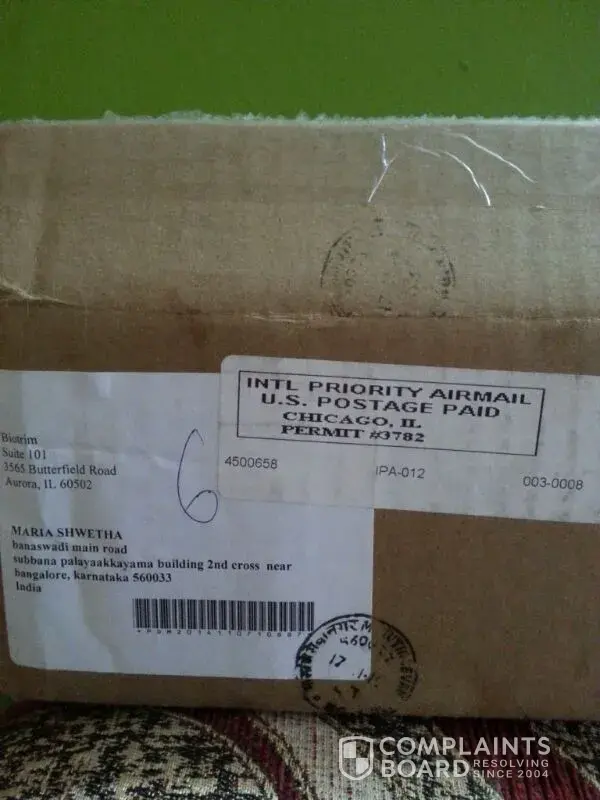 INTL PRIORITY AIRMAIL
U.S. POSTAGE PAID
CHICAGO, IL
PERMIT #3782
4500658 IPA-012 003-0008
Biotrim
Suite 101
3565 Butterfield Road
Aurora, IL 60502
6
MARIA SHWETHA
banaswadi main road
subbana palayaakkayama building 2nd cross near
bangalore, karnataka 560033
India
17
COMPLAINTS
BOARD
RESOLVING
SINCE 2004